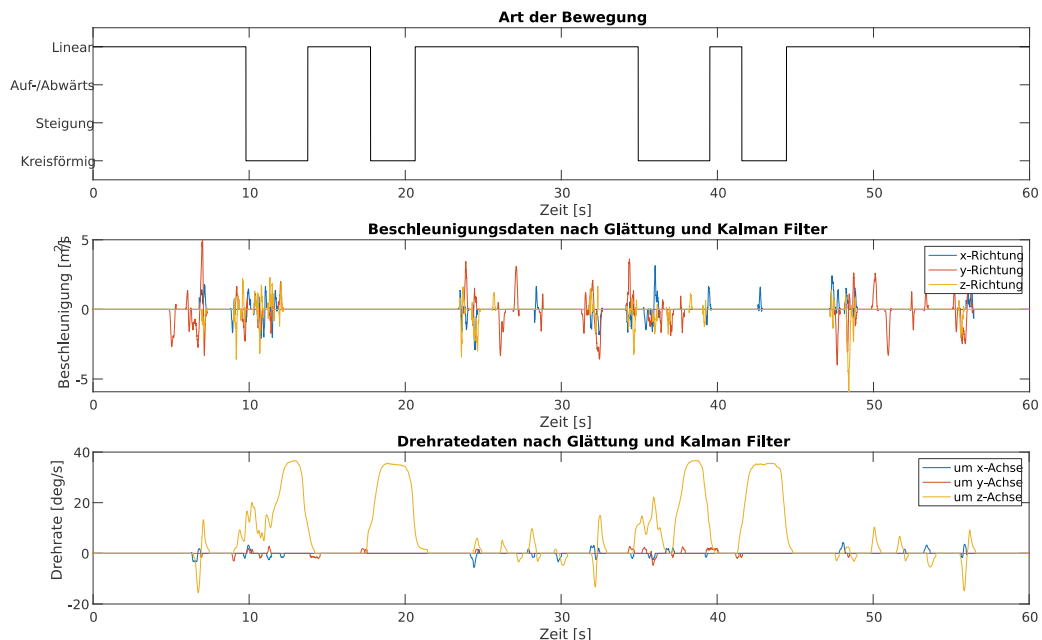 Art der Bewegung
Linear
Auf-/Abwärts
Steigung
Kreisförmig
0 10 20 30 40 50 60
Zeit [s]
Beschleunigungsdaten nach Glättung und Kalman Filter
Beschleunigung [m/s²]
5
0
-5
x-Richtung
y-Richtung
z-Richtung
0 10 20 30 40 50 60
Zeit [s]
Drehratedaten nach Glättung und Kalman Filter
Drehrate [deg/s]
40
20
0
-20
um x-Achse
um y-Achse
um z-Achse
0 10 20 30 40 50 60
Zeit [s]